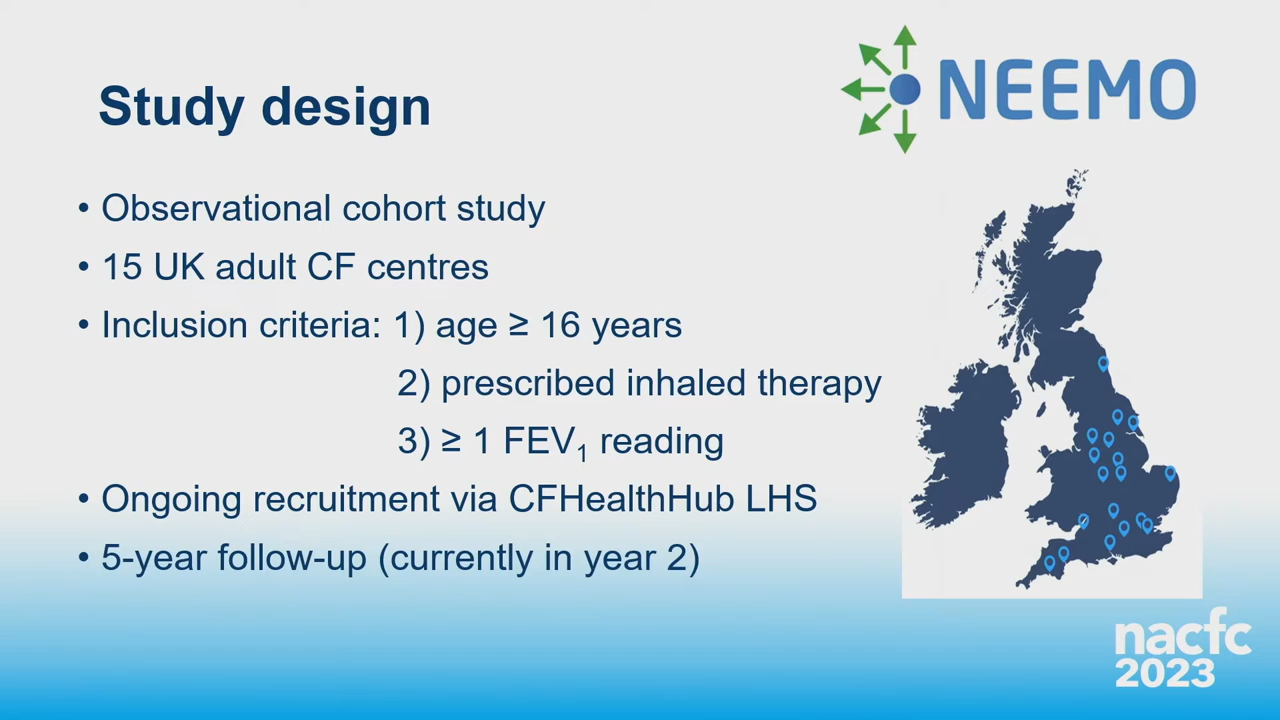 NEEMO
Study design
• Observational cohort study
• 15 UK adult CF centres
• Inclusion criteria: 1) age ≥ 16 years
2) prescribed inhaled therapy
3) ≥ 1 FEV₁ reading
• Ongoing recruitment via CFHealthHub LHS
• 5-year follow-up (currently in year 2)
nacfc
2023